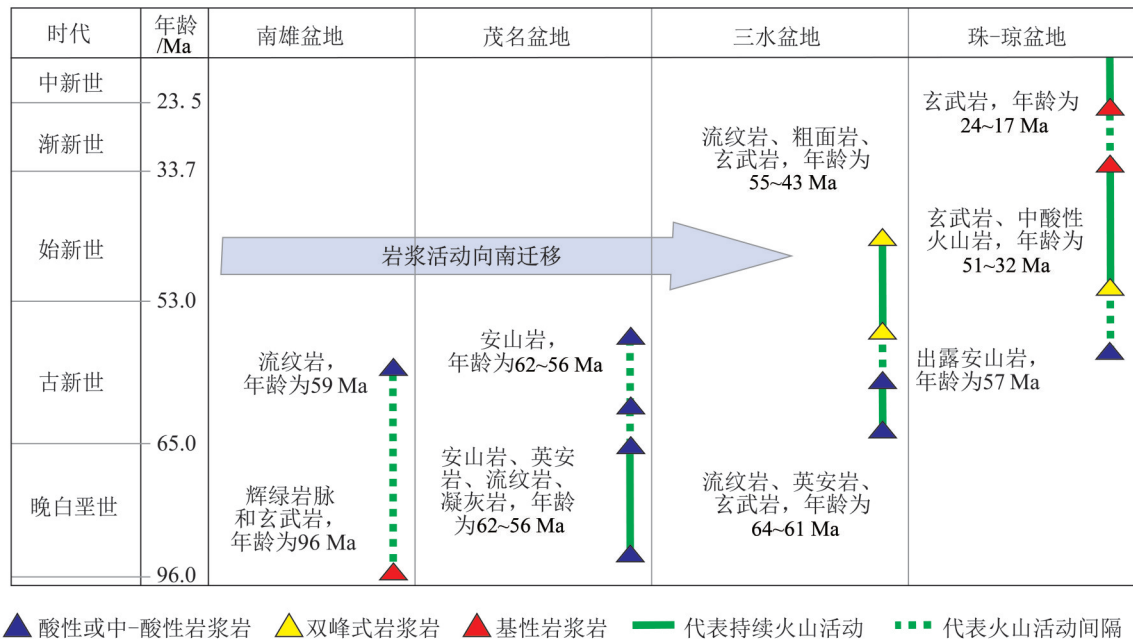 时代
年龄
/Ma
南雄盆地
茂名盆地
三水盆地
珠-琼盆地
中新世
23.5
渐新世
33.7
始新世
53.0
古新世
65.0
晚白垩世
96.0
岩浆活动向南迁移
流纹岩，
年龄为59 Ma
辉绿岩脉
和玄武岩，
年龄为96 Ma
安山岩，
年龄为62~56 Ma
安山岩、英安
岩、流纹岩、
凝灰岩，年龄
为62~56 Ma
流纹岩、粗面岩、
玄武岩，年龄为
55~43 Ma
流纹岩、英安岩、
玄武岩，年龄为
64~61 Ma
玄武岩，年龄为
24~17 Ma
玄武岩、中酸性
火山岩，年龄为
51~32 Ma
出露安山岩，
年龄为57 Ma
酸性或中-酸性岩浆岩
双峰式岩浆岩
基性岩浆岩
代表持续火山活动
代表火山活动间隔